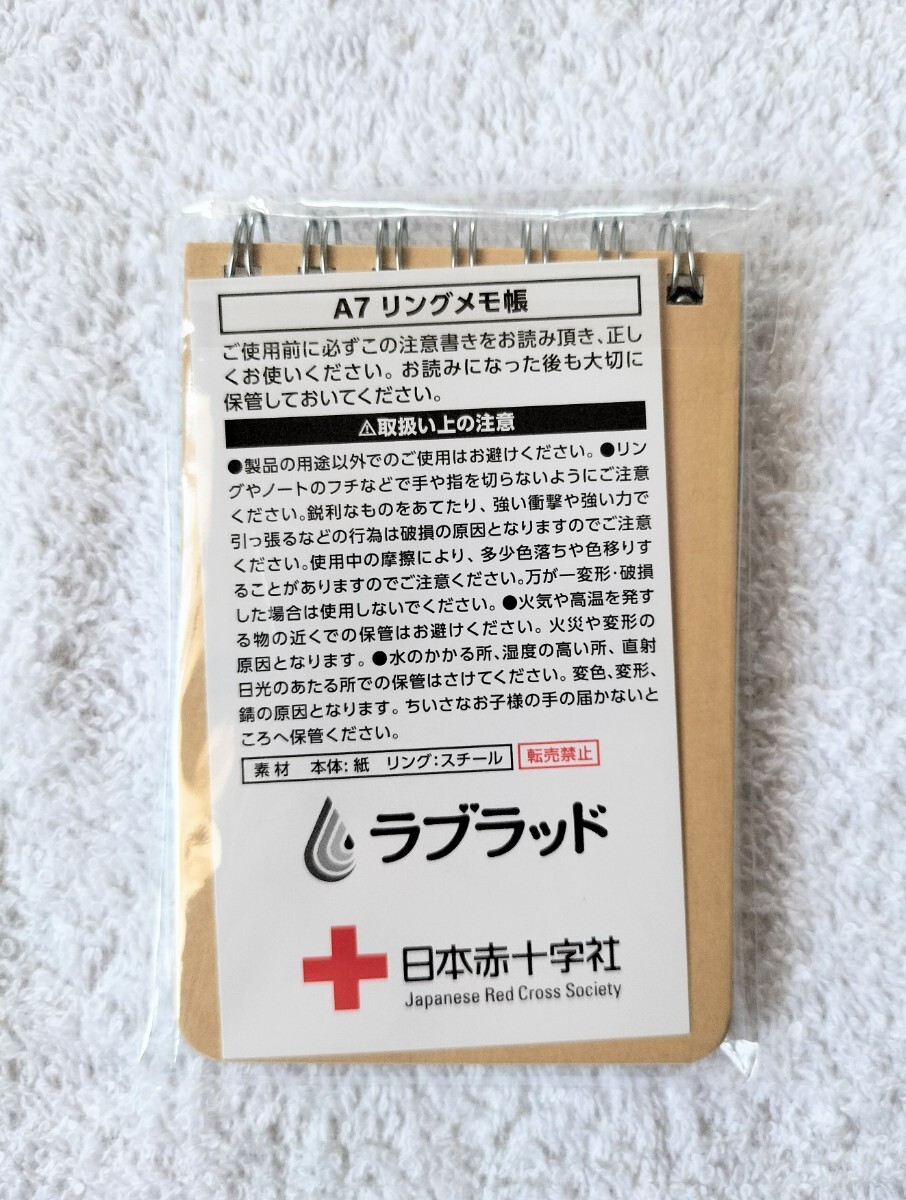 A7 リングメモ帳
ご使用前に必ずこの注意書きをお読み頂き、正し
くお使いください。お読みになった後も大切に
保管しておいてください。
⚠取扱い上の注意
●製品の用途以外でのご使用はお避けください。●リン
グやノートのフチなどで手や指を切らないようにご注意
ください。鋭利なものをあてたり、強い衝撃や強い力で
引っ張るなどの行為は破損の原因となりますのでご注意
ください。使用中の摩擦により、多少色落ちや色移りす
ることがありますのでご注意ください。万が一変形・破損
した場合は使用しないでください。●火気や高温を発す
る物の近くでの保管はお避けください。火災や変形の
原因となります。●水のかかる所、湿度の高い所、直射
日光のあたる所での保管はさけてください。変色、変形、
錆の原因となります。ちいさなお子様の手の届かないと
ころへ保管ください。
素材 本体:紙 リング:スチール 転売禁止
ラブラッド
日本赤十字社
Japanese Red Cross Society